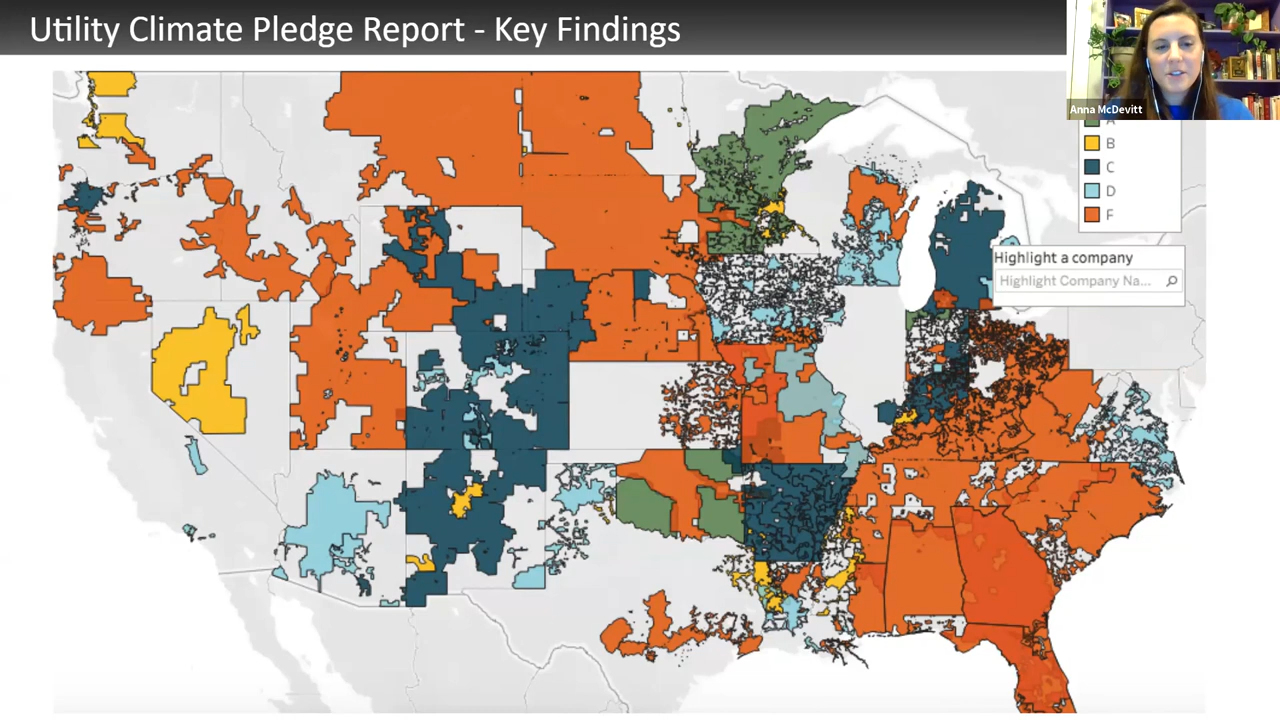 Utility Climate Pledge Report - Key Findings
Anna McDevitt
A
B
C
D
F
Highlight a company
Highlight Company Na...